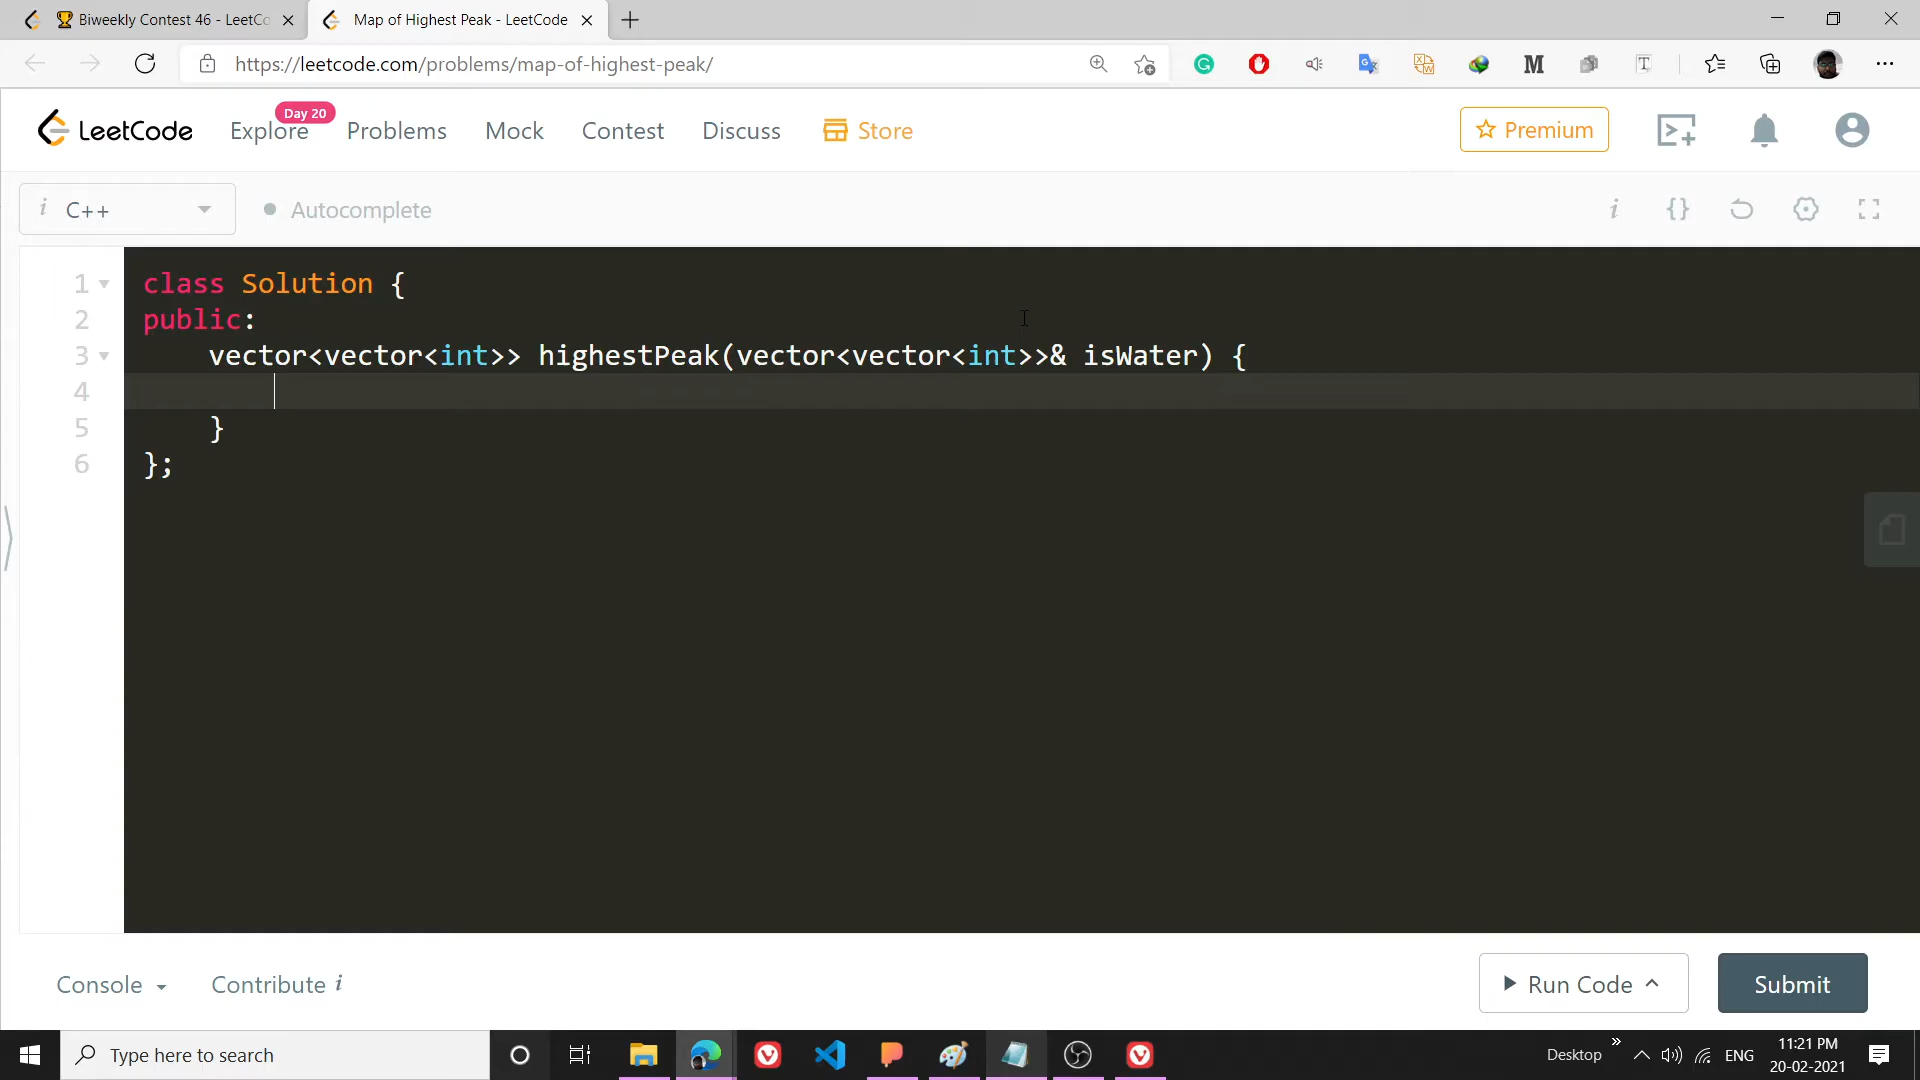 🏆 Biweekly Contest 46 - LeetCo
Map of Highest Peak - LeetCode
https://leetcode.com/problems/map-of-highest-peak/
LeetCode
Explore
Day 20
Problems
Mock
Contest
Discuss
Store
Premium
i C++
Autocomplete
i {}
1 class Solution {
2 public:
3     vector<vector<int>> highestPeak(vector<vector<int>>& isWater) {
4
5     }
6 };
Console
Contribute i
Run Code
Submit
Type here to search
Desktop
ENG
11:21 PM
20-02-2021